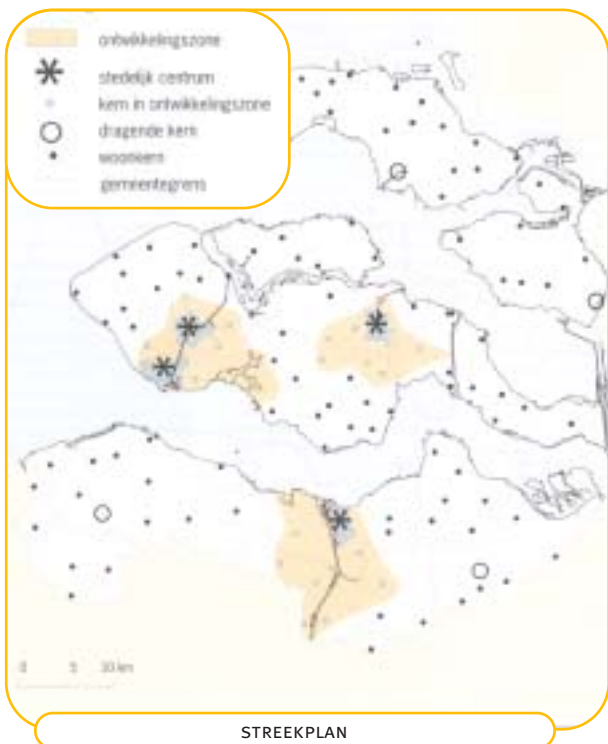 ontwikkelingszone
stedelijk centrum
kern in ontwikkelingszone
dragende kern
woonkern
gemeentegrens
0 5 10 km
STREEKPLAN